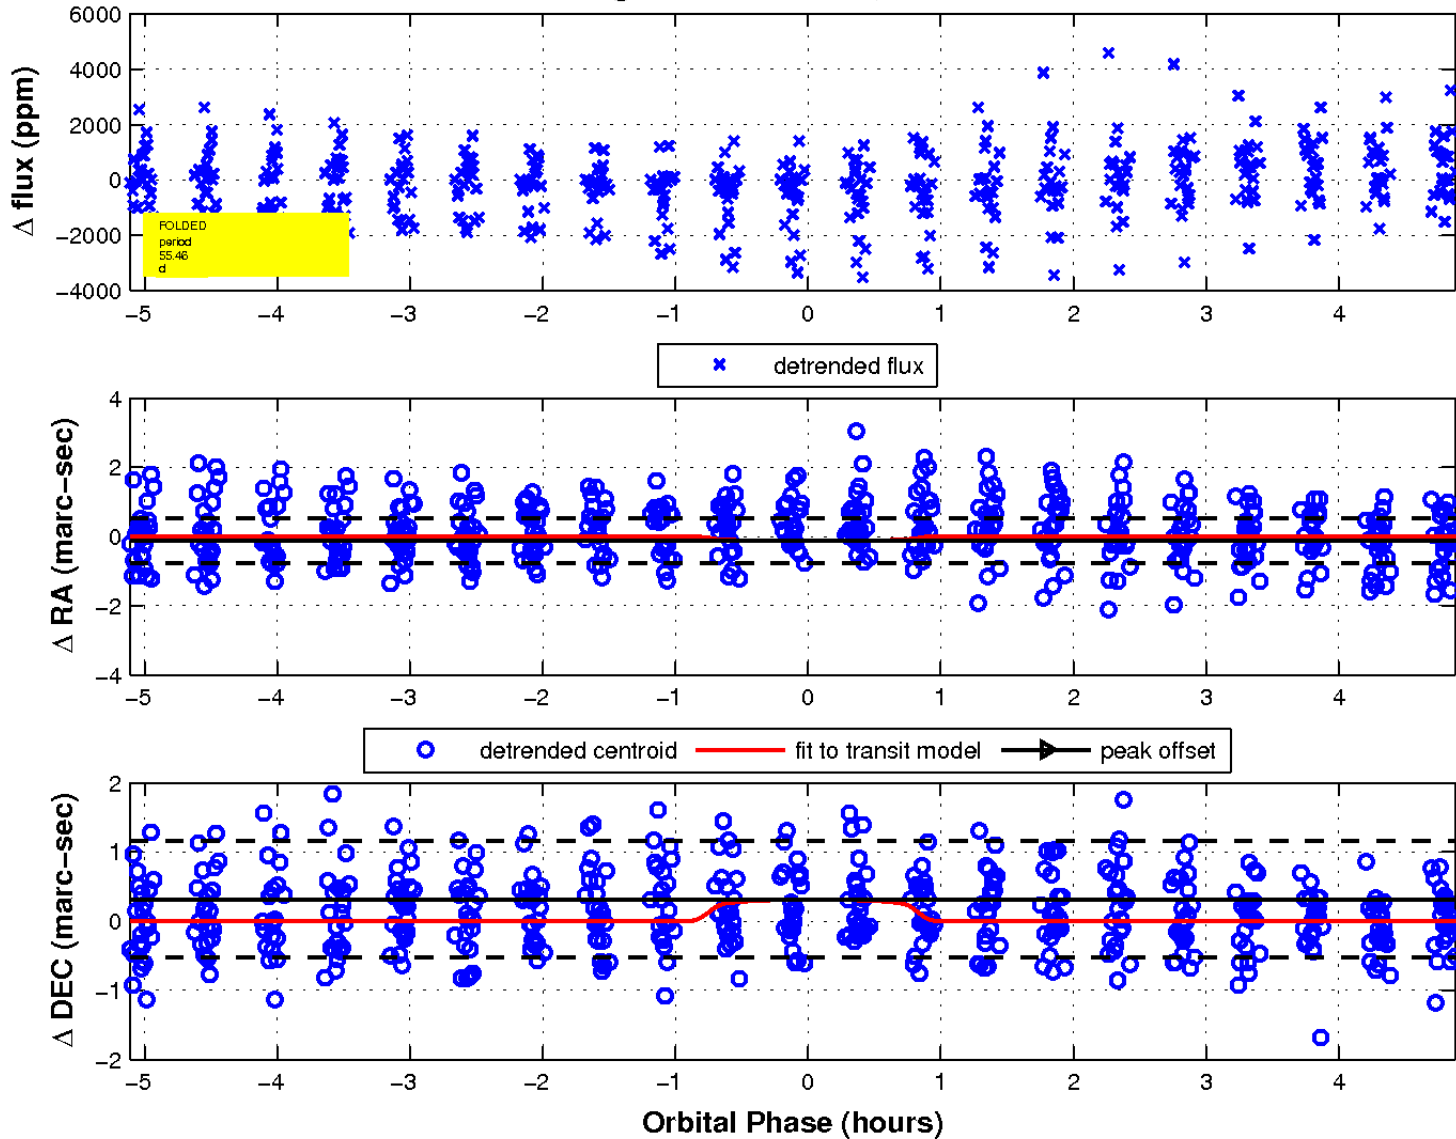 6000
4000
2000
0
−2000
−4000
Δ flux (ppm)
FOLDED
period
55.46
d
−5 −4 −3 −2 −1 0 1 2 3 4
detrended flux
4
2
0
−2
−4
Δ RA (marc−sec)
−5 −4 −3 −2 −1 0 1 2 3 4
detrended centroid fit to transit model peak offset
2
1
0
−1
−2
Δ DEC (marc−sec)
−5 −4 −3 −2 −1 0 1 2 3 4
Orbital Phase (hours)